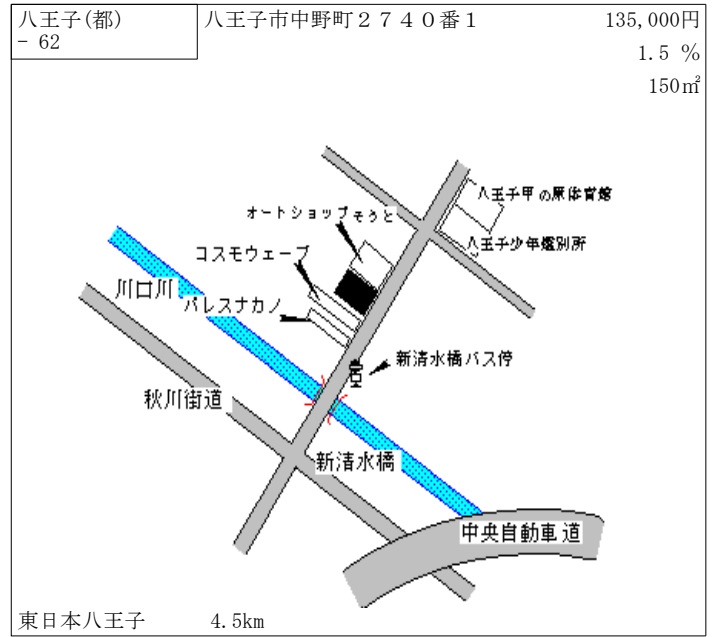 八王子(都)
- 62
八王子市中野町２７４０番１
135,000円
1.5 %
150㎡
八王子甲の原体育館
オートショップそうと
八王子少年鑑別所
コスモウェーブ
川口川
パレスナカノ
新清水橋バス停
秋川街道
新清水橋
中央自動車道
東日本八王子 4.5km